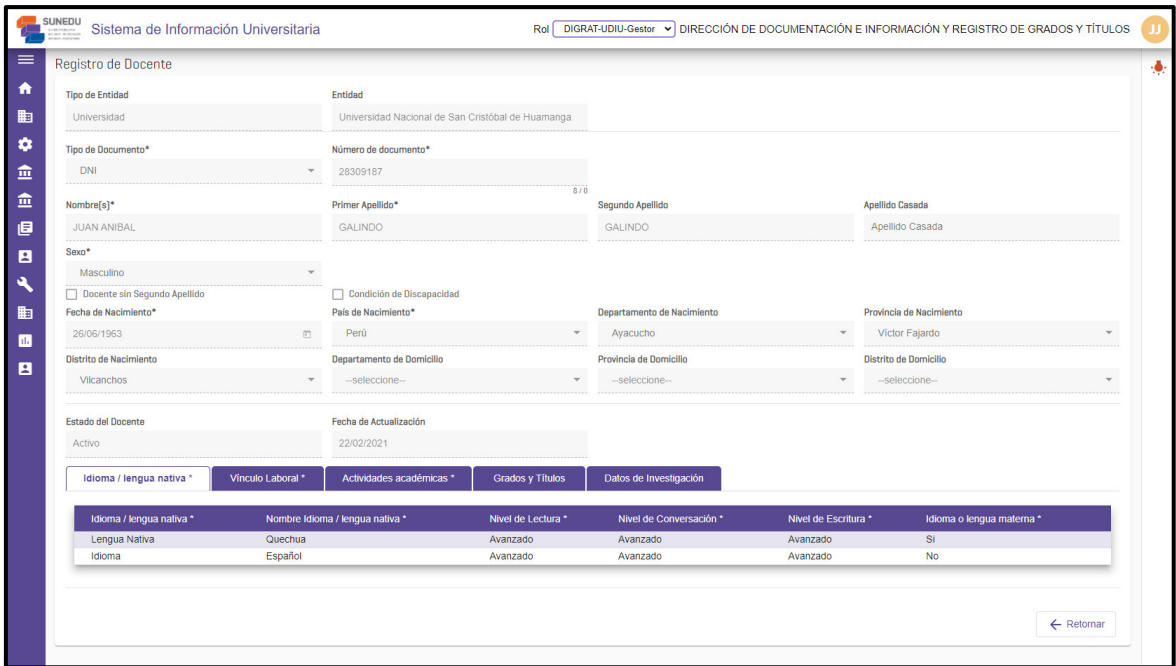 SUNEDU Sistema de Información Universitaria Rol DIGRAT-UDIU-Gestor DIRECCIÓN DE DOCUMENTACIÓN E INFORMACIÓN Y REGISTRO DE GRADOS Y TÍTULOS JJ
Registro de Docente
Tipo de Entidad Entidad
Universidad Universidad Nacional de San Cristóbal de Huamanga
Tipo de Documento* Número de documento*
DNI 28309187
8 / 0
Nombre[s]* Primer Apellido* Segundo Apellido Apellido Casada
JUAN ANIBAL GALINDO GALINDO Apellido Casada
Sexo*
Masculino
Docente sin Segundo Apellido Condición de Discapacidad
Fecha de Nacimiento* País de Nacimiento* Departamento de Nacimiento Provincia de Nacimiento
26/06/1963 Perú Ayacucho Víctor Fajardo
Distrito de Nacimiento Departamento de Domicilio Provincia de Domicilio Distrito de Domicilio
Vilcanchos --seleccione-- --seleccione-- --seleccione--
Estado del Docente Fecha de Actualización
Activo 22/02/2021
Idioma / lengua nativa * Vínculo Laboral * Actividades académicas * Grados y Títulos Datos de Investigación
Idioma / lengua nativa * Nombre Idioma / lengua nativa * Nivel de Lectura * Nivel de Conversación * Nivel de Escritura * Idioma o lengua materna *
Lengua Nativa Quechua Avanzado Avanzado Avanzado Si
Idioma Español Avanzado Avanzado Avanzado No
Retornar